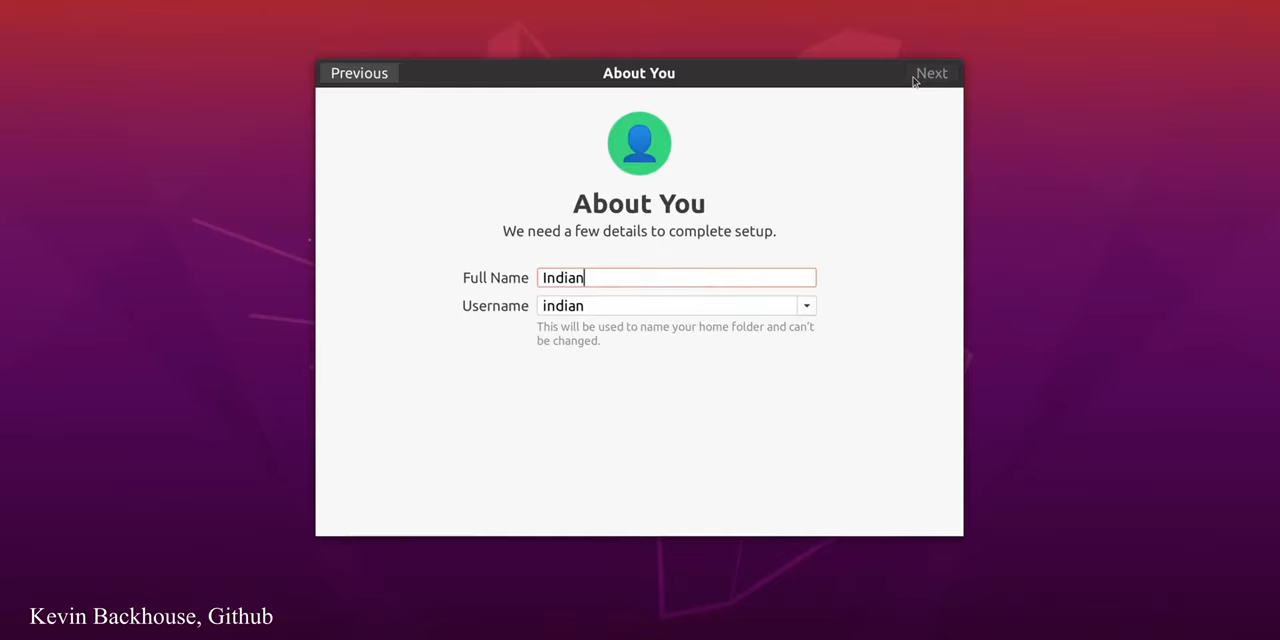 Previous
About You
Next
About You
We need a few details to complete setup.
Full Name Indian
Username indian
This will be used to name your home folder and can't
be changed.
Kevin Backhouse, Github